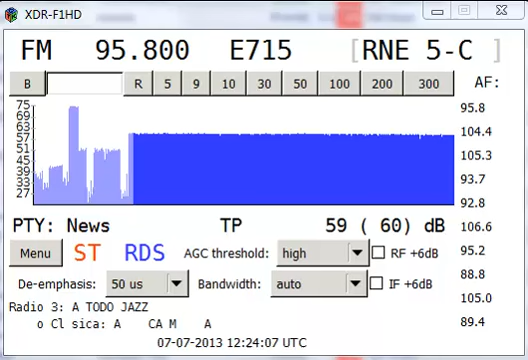 XDR-F1HD
FM 95.800 E715 [RNE 5-C ]
B R 5 9 10 30 50 100 200 300 AF:
75
69
63
57
51
45
39
33
27
95.8
104.4
105.3
93.7
92.8
106.6
95.2
88.8
105.0
89.4
PTY: News TP 59 ( 60) dB
Menu ST RDS AGC threshold: high RF +6dB
De-emphasis: 50 us Bandwidth: auto IF +6dB
Radio 3: A TODO JAZZ
o Cl sica: A CA M A
07-07-2013 12:24:07 UTC